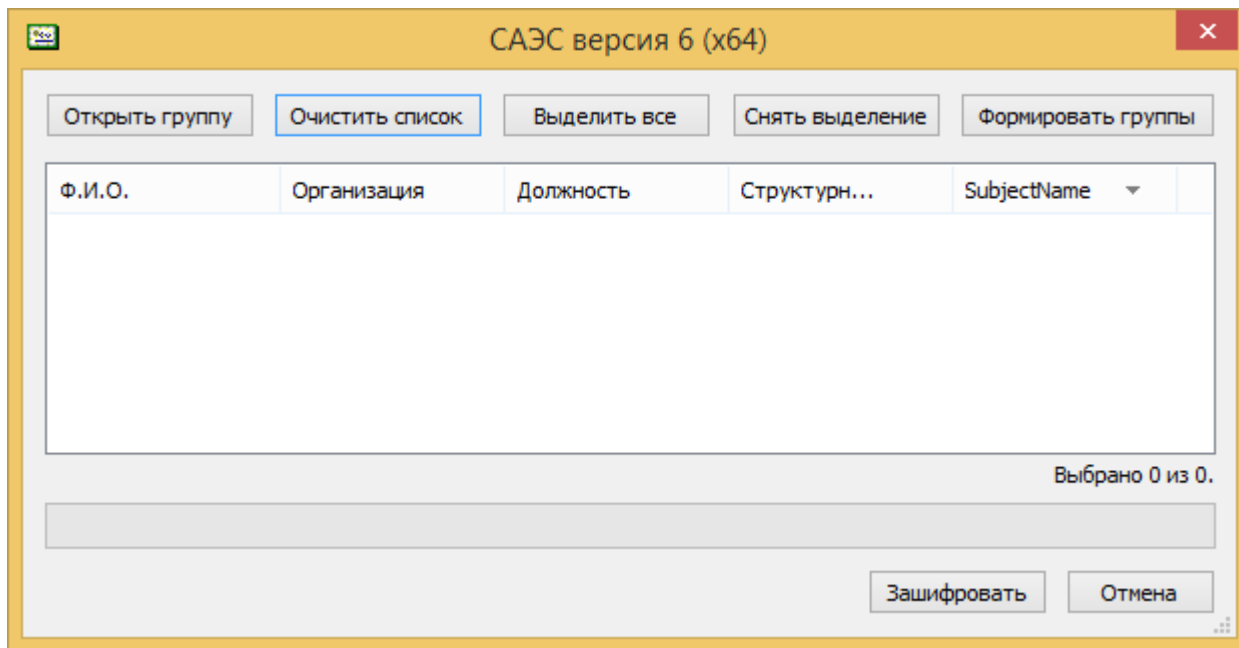 САЭС версия 6 (x64)
Открыть группу Очистить список Выделить все Снять выделение Формировать группы
Ф.И.О. Организация Должность Структурн... SubjectName
Выбрано 0 из 0.
Зашифровать Отмена